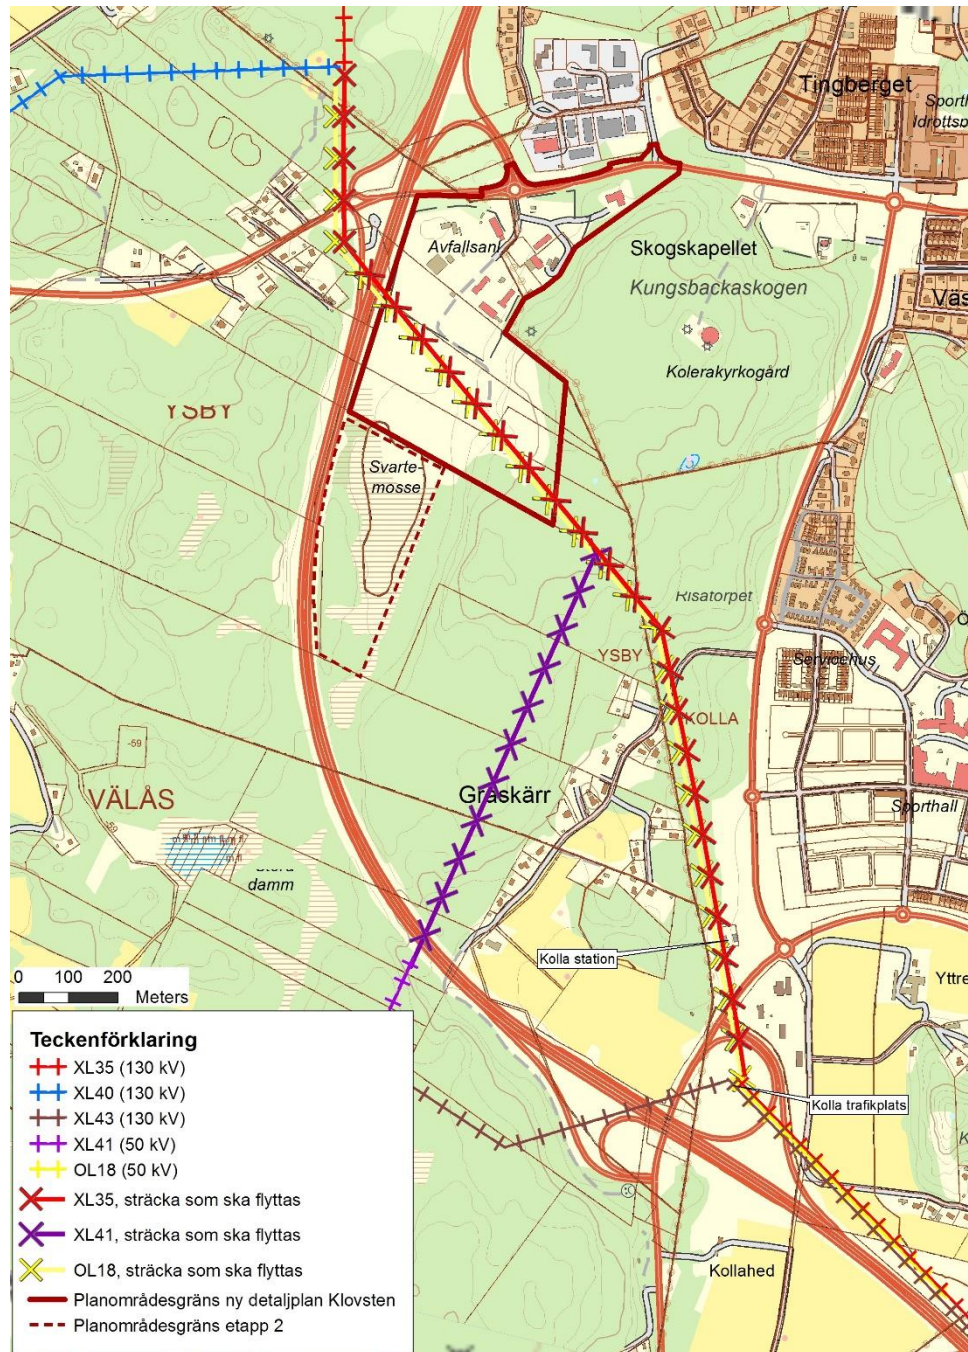 Tingberget
Sporth
Idrottsp
Avfallsanl
Skogskapellet
Kungsbackaskogen
Väs
Kolerakyrkogård
YSBY
Svarte-
mosse
Risatorpet
YSBY
Servicehus
KOLLA
-59
VÄLÅS
Gräskärr
Sporthall
damm
Kolla station
0 100 200
Meters
Yttre
Kolla trafikplats
Kollahed
Teckenförklaring
XL35 (130 kV)
XL40 (130 kV)
XL43 (130 kV)
XL41 (50 kV)
OL18 (50 kV)
XL35, sträcka som ska flyttas
XL41, sträcka som ska flyttas
OL18, sträcka som ska flyttas
Planområdesgräns ny detaljplan Klovsten
Planområdesgräns etapp 2